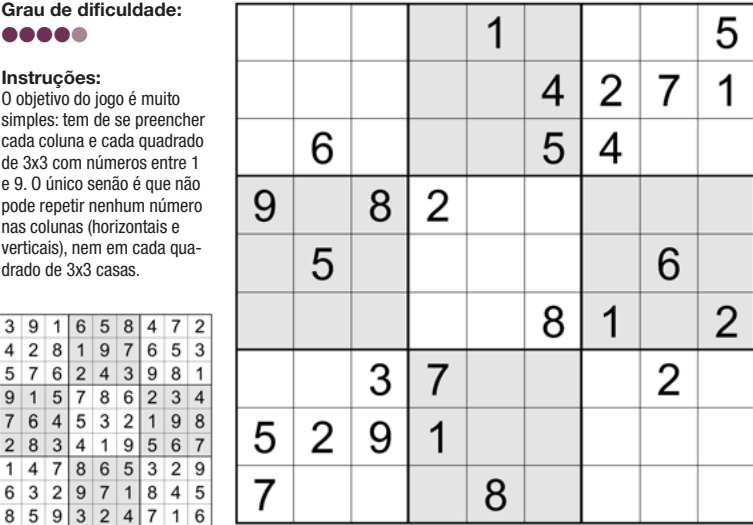 Grau de dificuldade:
Instruções:
O objetivo do jogo é muito
simples: tem de se preencher
cada coluna e cada quadrado
de 3x3 com números entre 1
e 9. O único senão é que não
pode repetir nenhum número
nas colunas (horizontais e
verticais), nem em cada qua-
drado de 3x3 casas.
3 9 1 6 5 8 4 7 2
4 2 8 1 9 7 6 5 3
5 7 6 2 4 3 9 8 1
9 1 5 7 8 6 2 3 4
7 6 4 5 3 2 1 9 8
2 8 3 4 1 9 5 6 7
1 4 7 8 6 5 3 2 9
6 3 2 9 7 1 8 4 5
8 5 9 3 2 4 7 1 6
1 5
4 2 7 1
6 5 4
9 8 2
5 6
8 1 2
3 7 2
5 2 9 1
7 8